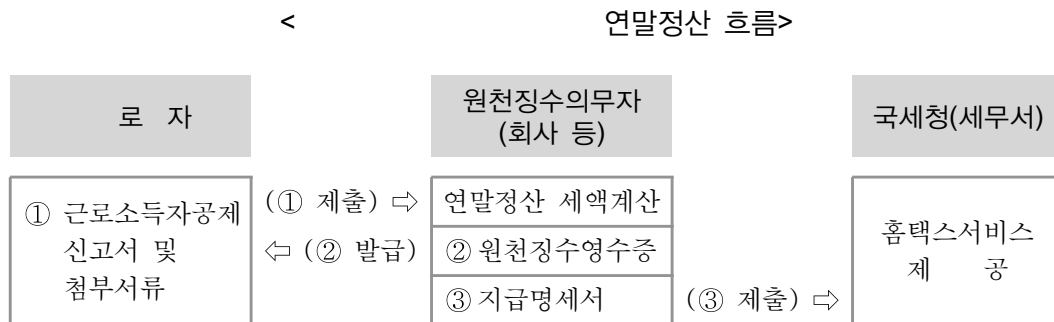 < 연말정산 흐름>
로 자
원천징수의무자
(회사 등)
국세청(세무서)
① 근로소득자공제
신고서 및
첨부서류
(① 제출) ⇨
⇦ (② 발급)
연말정산 세액계산
② 원천징수영수증
③ 지급명세서
(③ 제출) ⇨
홈택스서비스
제 공